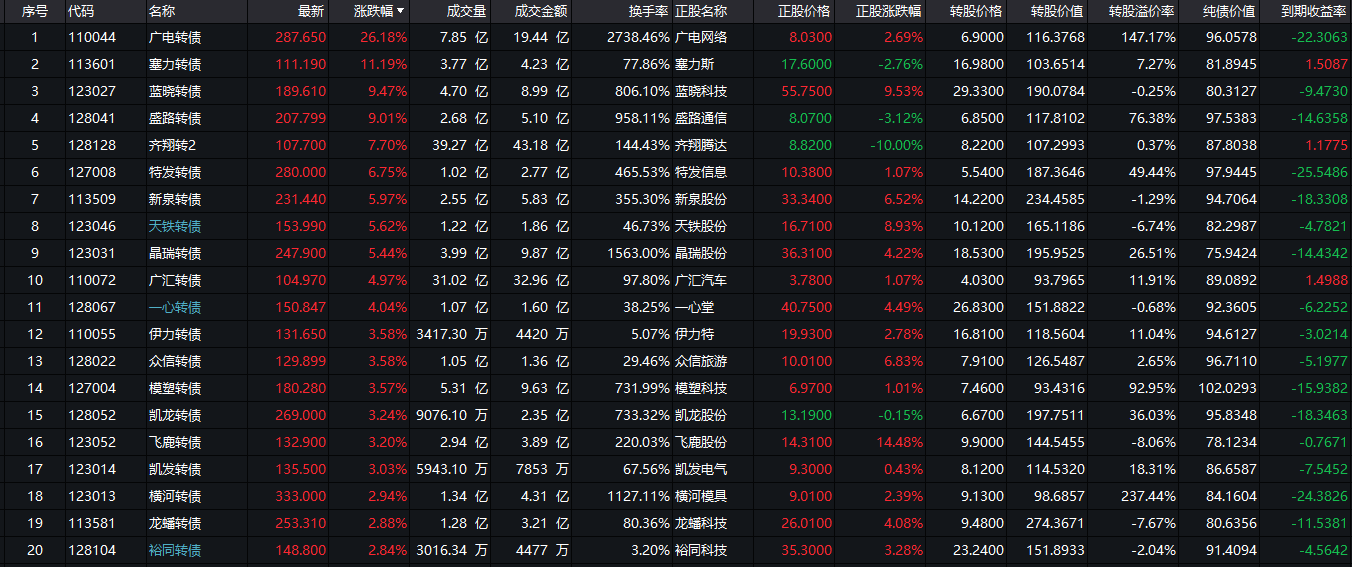 序号 代码 名称 最新 涨跌幅▼ 成交量 成交金额 换手率 正股名称 正股价格 正股涨跌幅 转股价格 转股价值 转股溢价率 纯债价值 到期收益率
1 110044 广电转债 287.650 26.18% 7.85 亿 19.44 亿 2738.46% 广电网络 8.0300 2.69% 6.9000 116.3768 147.17% 96.0578 -22.3063
2 113601 塞力转债 111.190 11.19% 3.77 亿 4.23 亿 77.86% 塞力斯 17.6000 -2.76% 16.9800 103.6514 7.27% 81.8945 1.5087
3 123027 蓝晓转债 189.610 9.47% 4.70 亿 8.99 亿 806.10% 蓝晓科技 55.7500 9.53% 29.3300 190.0784 -0.25% 80.3127 -9.4730
4 128041 盛路转债 207.799 9.01% 2.68 亿 5.10 亿 958.11% 盛路通信 8.0700 -3.12% 6.8500 117.8102 76.38% 97.5383 -14.6358
5 128128 齐翔转2 107.700 7.70% 39.27 亿 43.18 亿 144.43% 齐翔腾达 8.8200 -10.00% 8.2200 107.2993 0.37% 87.8038 1.1775
6 127008 特发转债 280.000 6.75% 1.02 亿 2.77 亿 465.53% 特发信息 10.3800 1.07% 5.5400 187.3646 49.44% 97.9445 -25.5486
7 113509 新泉转债 231.440 5.97% 2.55 亿 5.83 亿 355.30% 新泉股份 33.3400 6.52% 14.2200 234.4585 -1.29% 94.7064 -18.3308
8 123046 天铁转债 153.990 5.62% 1.22 亿 1.86 亿 46.73% 天铁股份 16.7100 8.93% 10.1200 165.1186 -6.74% 82.2987 -4.7821
9 123031 晶瑞转债 247.900 5.44% 3.99 亿 9.87 亿 1563.00% 晶瑞股份 36.3100 4.22% 18.5300 195.9525 26.51% 75.9424 -14.4342
10 110072 广汇转债 104.970 4.97% 31.02 亿 32.96 亿 97.80% 广汇汽车 3.7800 1.07% 4.0300 93.7965 11.91% 89.0892 1.4988
11 128067 一心转债 150.847 4.04% 1.07 亿 1.60 亿 38.25% 一心堂 40.7500 4.49% 26.8300 151.8822 -0.68% 92.3605 -6.2252
12 110055 伊力转债 131.650 3.58% 3417.30 万 4420 万 5.07% 伊力特 19.9300 2.78% 16.8100 118.5604 11.04% 94.6127 -3.0214
13 128022 众信转债 129.899 3.58% 1.05 亿 1.36 亿 29.46% 众信旅游 10.0100 6.83% 7.9100 126.5487 2.65% 96.7110 -5.1977
14 127004 模塑转债 180.280 3.57% 5.31 亿 9.63 亿 731.99% 模塑科技 6.9700 1.01% 7.4600 93.4316 92.95% 102.0293 -15.9382
15 128052 凯龙转债 269.000 3.24% 9076.10 万 2.35 亿 733.32% 凯龙股份 13.1900 -0.15% 6.6700 197.7511 36.03% 95.8348 -18.3463
16 123052 飞鹿转债 132.900 3.20% 2.94 亿 3.89 亿 220.03% 飞鹿股份 14.3100 14.48% 9.9000 144.5455 -8.06% 78.1234 -0.7671
17 123014 凯发转债 135.500 3.03% 5943.10 万 7853 万 67.56% 凯发电气 9.3000 0.43% 8.1200 114.5320 18.31% 86.6587 -7.5452
18 123013 横河转债 333.000 2.94% 1.34 亿 4.31 亿 1127.11% 横河模具 9.0100 2.39% 9.1300 98.6857 237.44% 84.1604 -24.3826
19 113581 龙蟠转债 253.310 2.88% 1.28 亿 3.21 亿 80.36% 龙蟠科技 26.0100 4.08% 9.4800 274.3671 -7.67% 80.6356 -11.5381
20 128104 裕同转债 148.800 2.84% 3016.34 万 4477 万 3.20% 裕同科技 35.3000 3.28% 23.2400 151.8933 -2.04% 91.4094 -4.5642